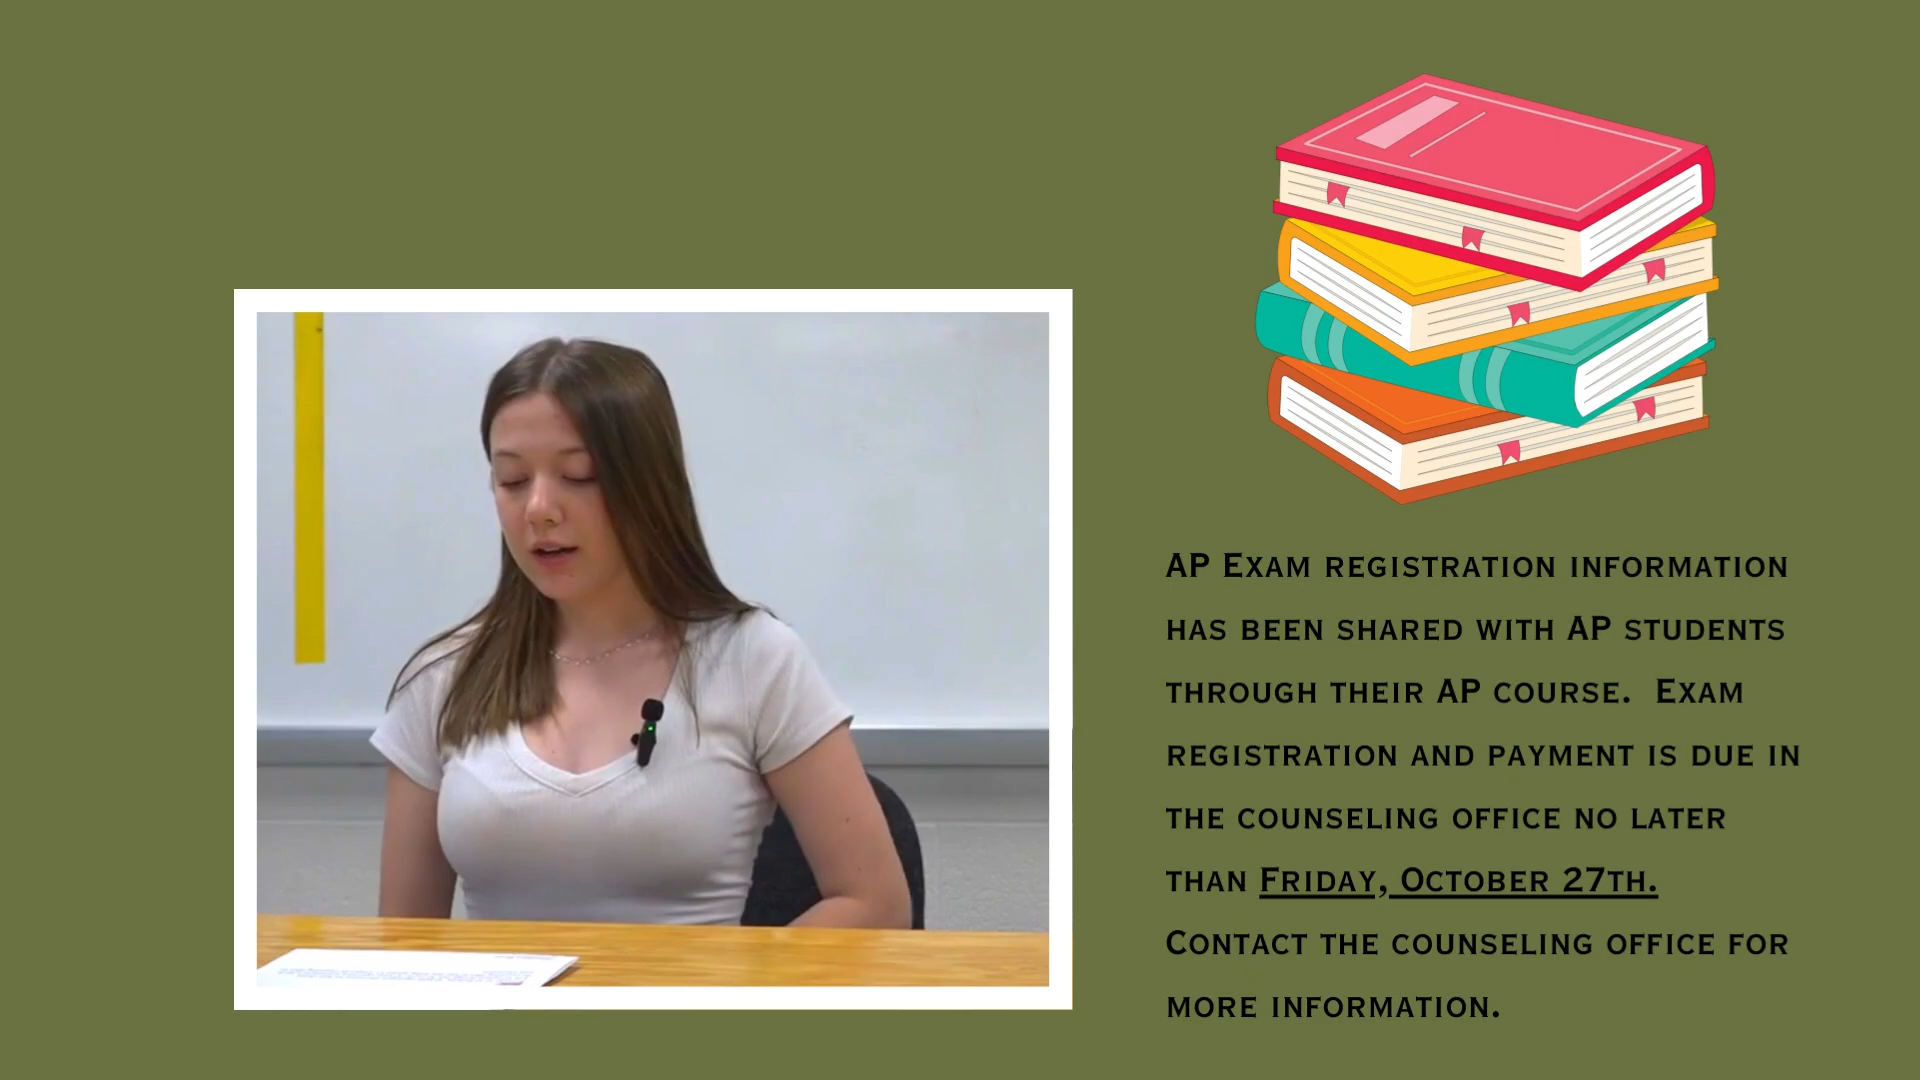 AP Exam registration information
has been shared with AP students
through their AP course.  Exam
registration and payment is due in
the counseling office no later
than Friday, October 27th.
Contact the counseling office for
more information.